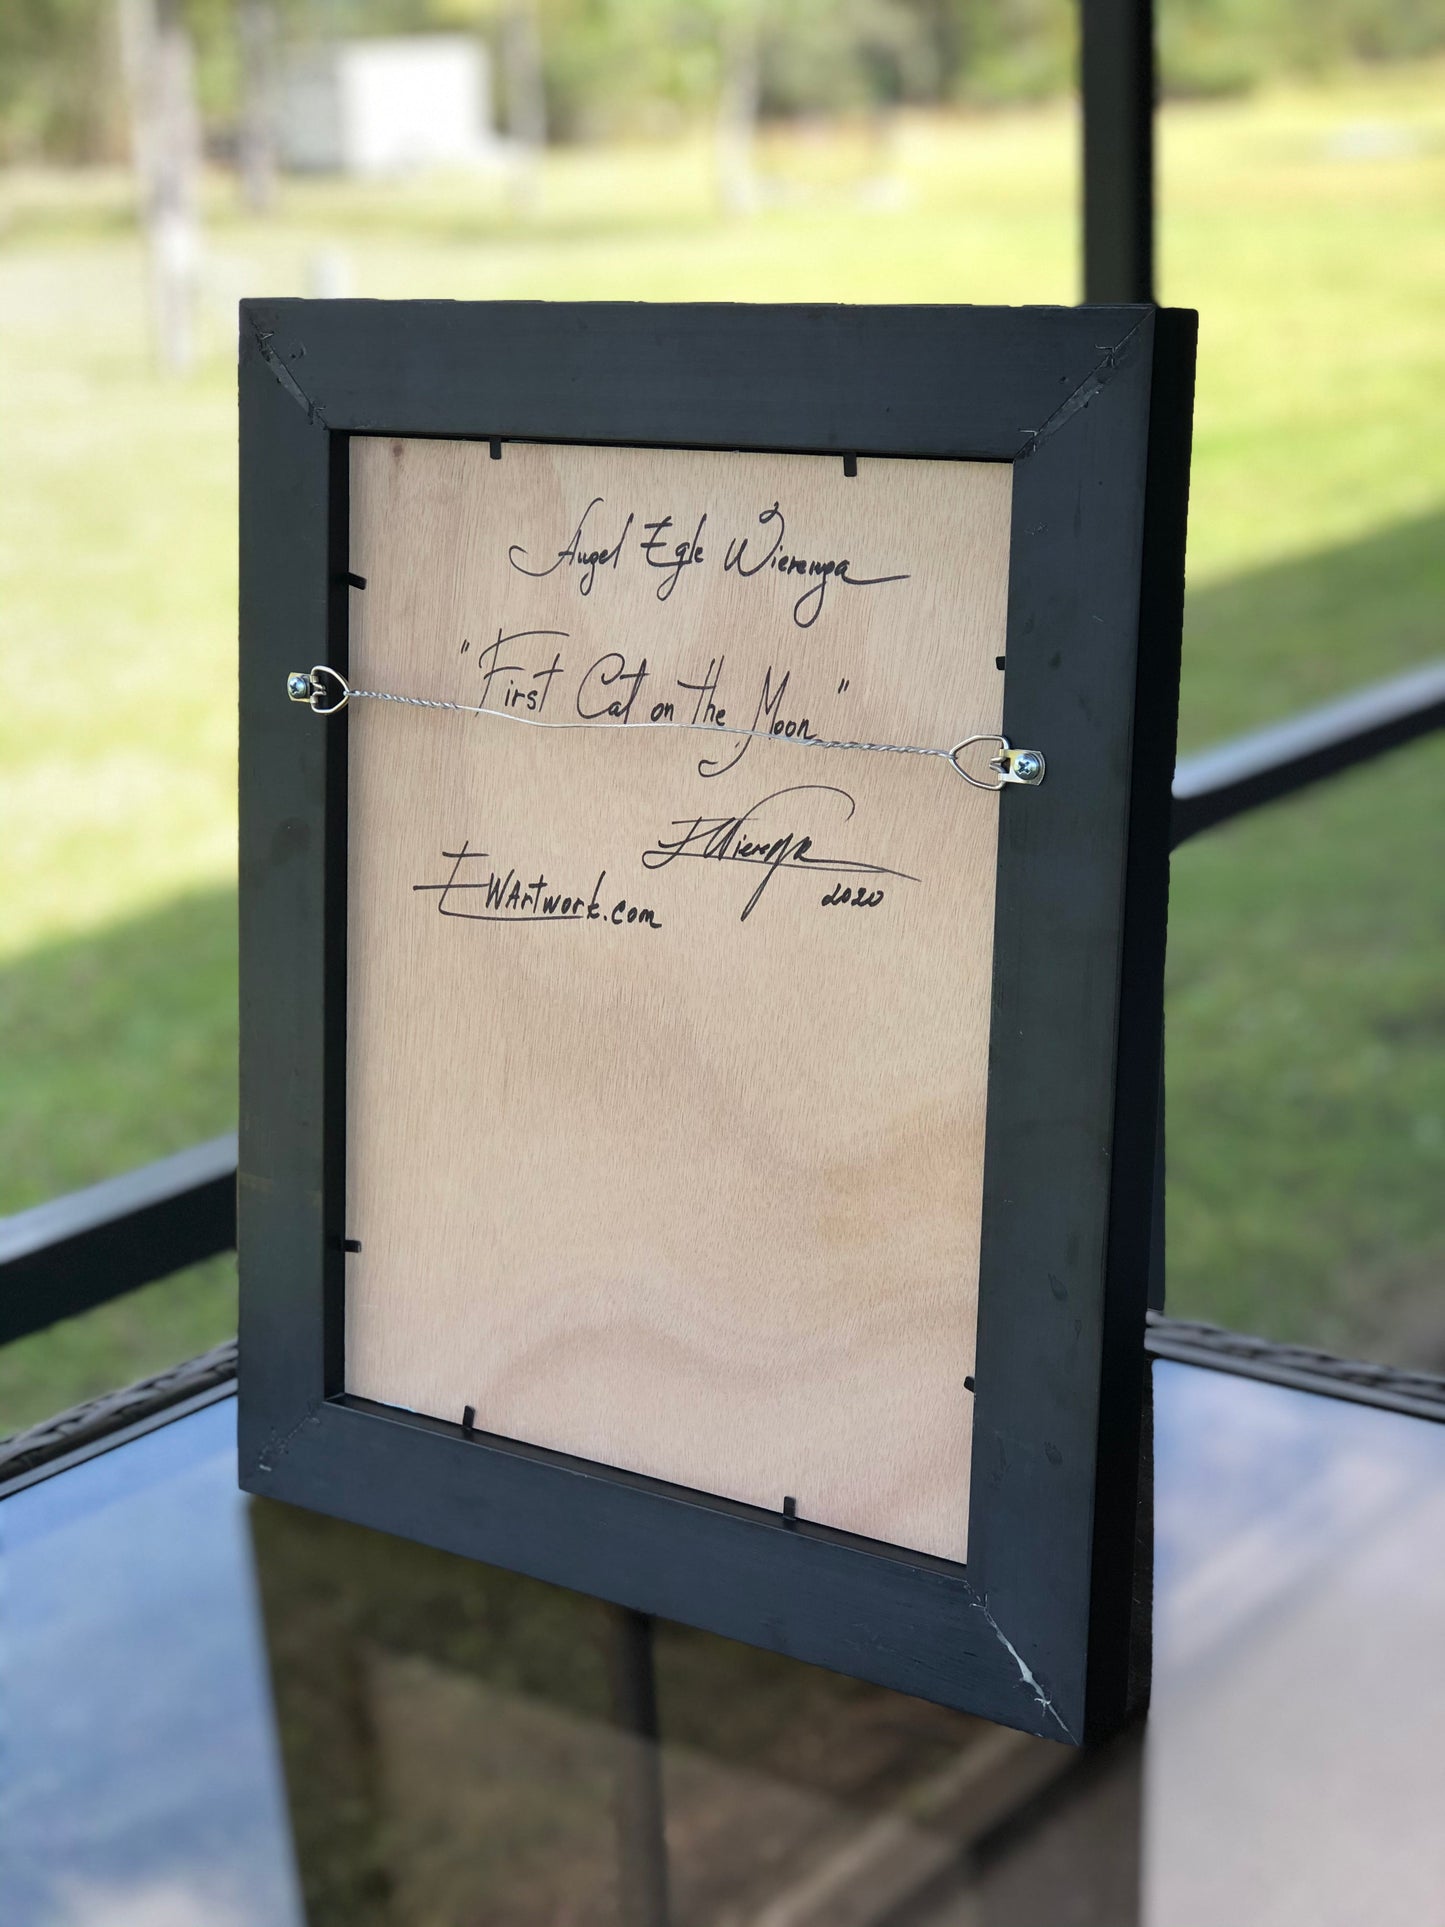 Angel Egle Wierenga
"First Cat on the Moon"
EWierenga
2020
EWArtwork.com